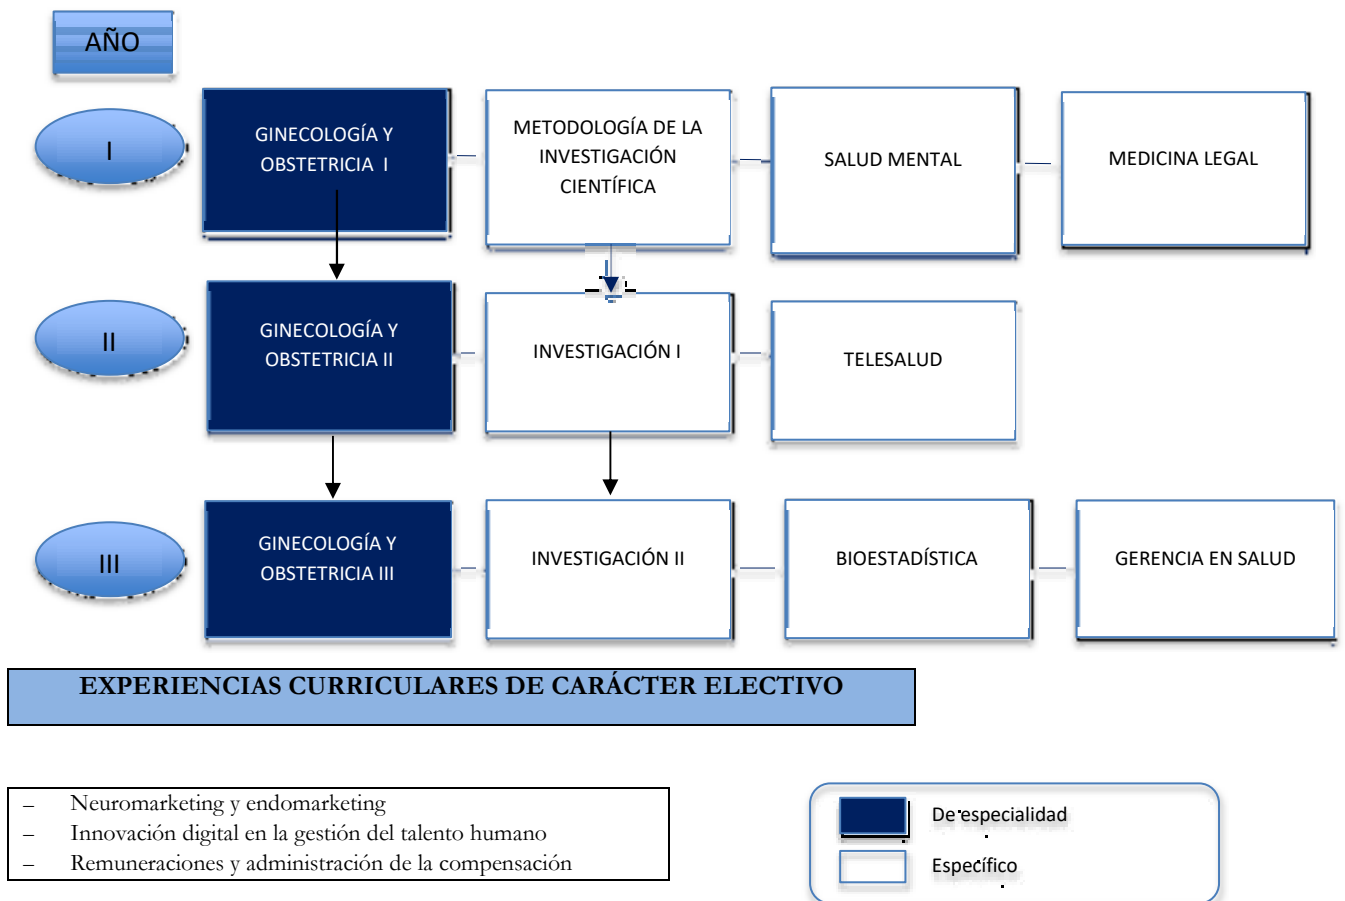 AÑO
I
GINECOLOGÍA Y
OBSTETRICIA I
METODOLOGÍA DE LA
INVESTIGACIÓN
CIENTÍFICA
SALUD MENTAL
MEDICINA LEGAL
II
GINECOLOGÍA Y
OBSTETRICIA II
INVESTIGACIÓN I
TELESALUD
III
GINECOLOGÍA Y
OBSTETRICIA III
INVESTIGACIÓN II
BIOESTADÍSTICA
GERENCIA EN SALUD
EXPERIENCIAS CURRICULARES DE CARÁCTER ELECTIVO
– Neuromarketing y endomarketing
– Innovación digital en la gestión del talento humano
– Remuneraciones y administración de la compensación
De especialidad
Específico